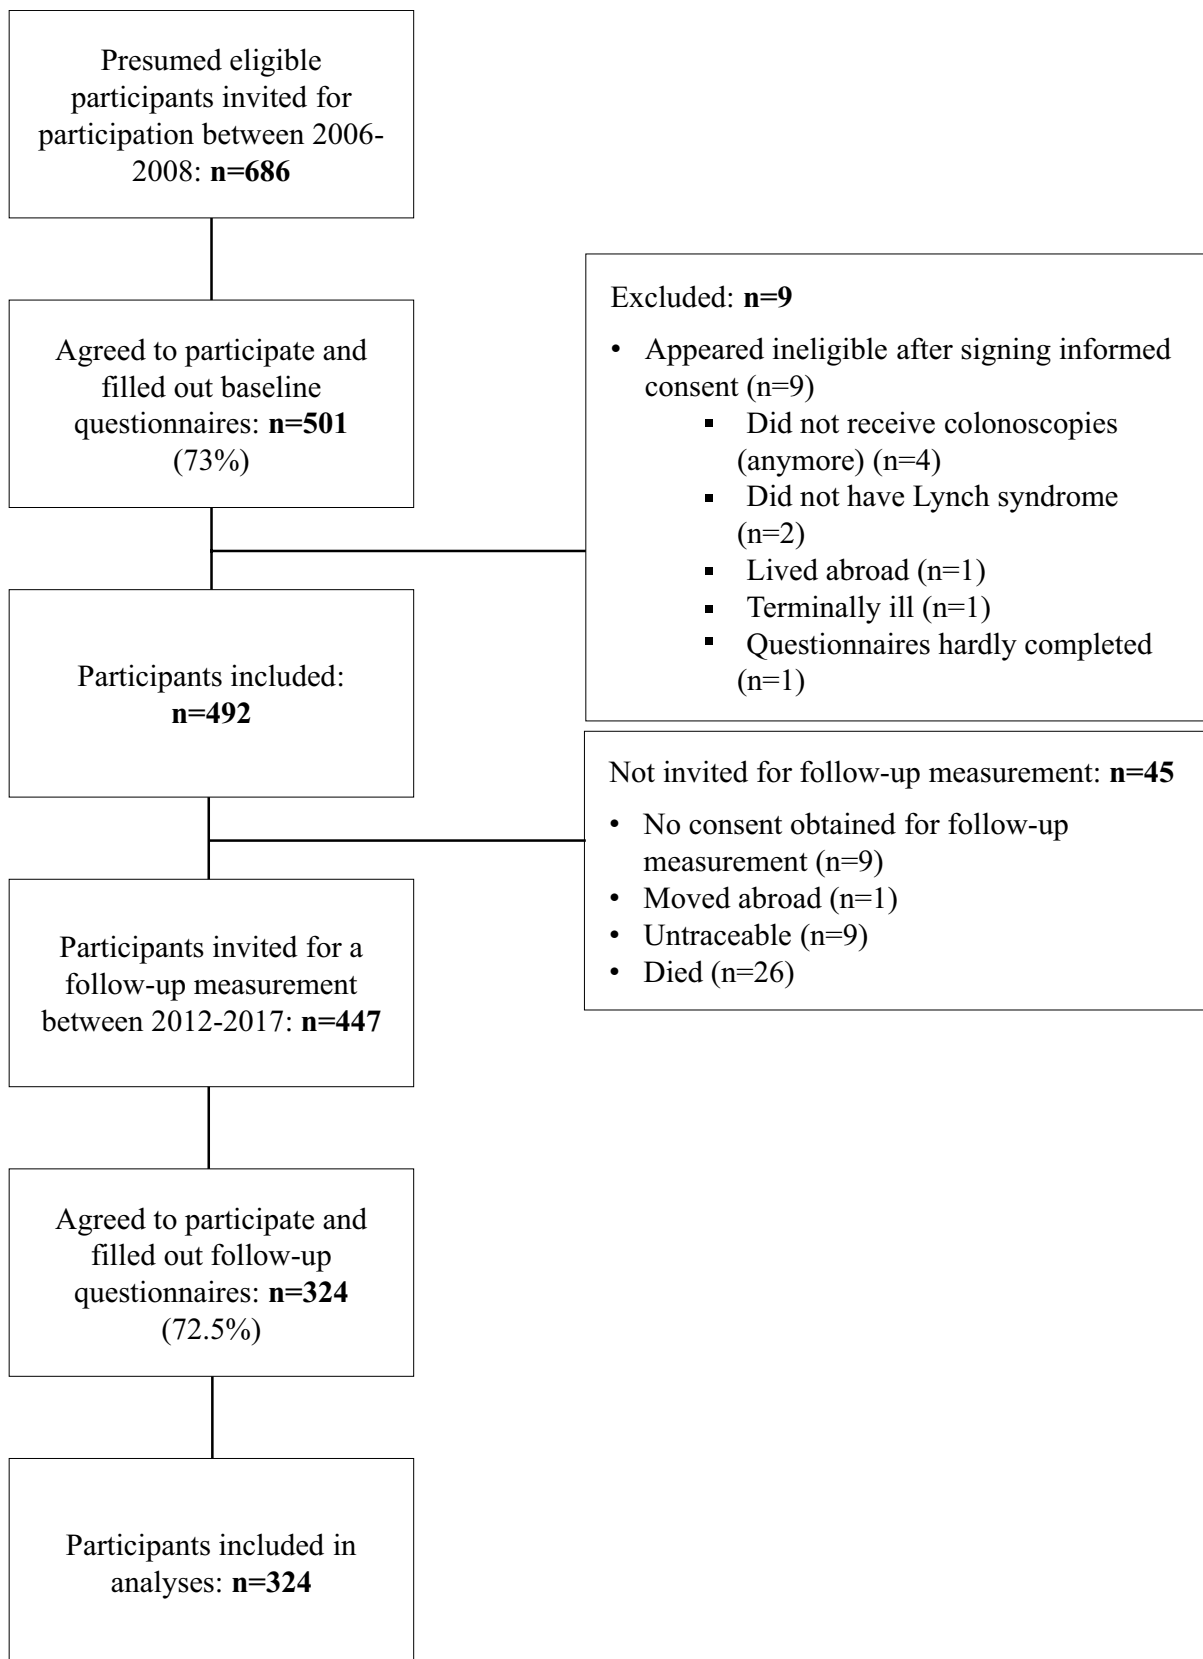 Presumed eligible
participants invited for
participation between 2006-
2008: n=686
Agreed to participate and
filled out baseline
questionnaires: n=501
(73%)
Excluded: n=9
• Appeared ineligible after signing informed
consent (n=9)
▪ Did not receive colonoscopies
(anymore) (n=4)
▪ Did not have Lynch syndrome
(n=2)
▪ Lived abroad (n=1)
▪ Terminally ill (n=1)
▪ Questionnaires hardly completed
(n=1)
Participants included:
n=492
Not invited for follow-up measurement: n=45
• No consent obtained for follow-up
measurement (n=9)
• Moved abroad (n=1)
• Untraceable (n=9)
• Died (n=26)
Participants invited for a
follow-up measurement
between 2012-2017: n=447
Agreed to participate and
filled out follow-up
questionnaires: n=324
(72.5%)
Participants included in
analyses: n=324